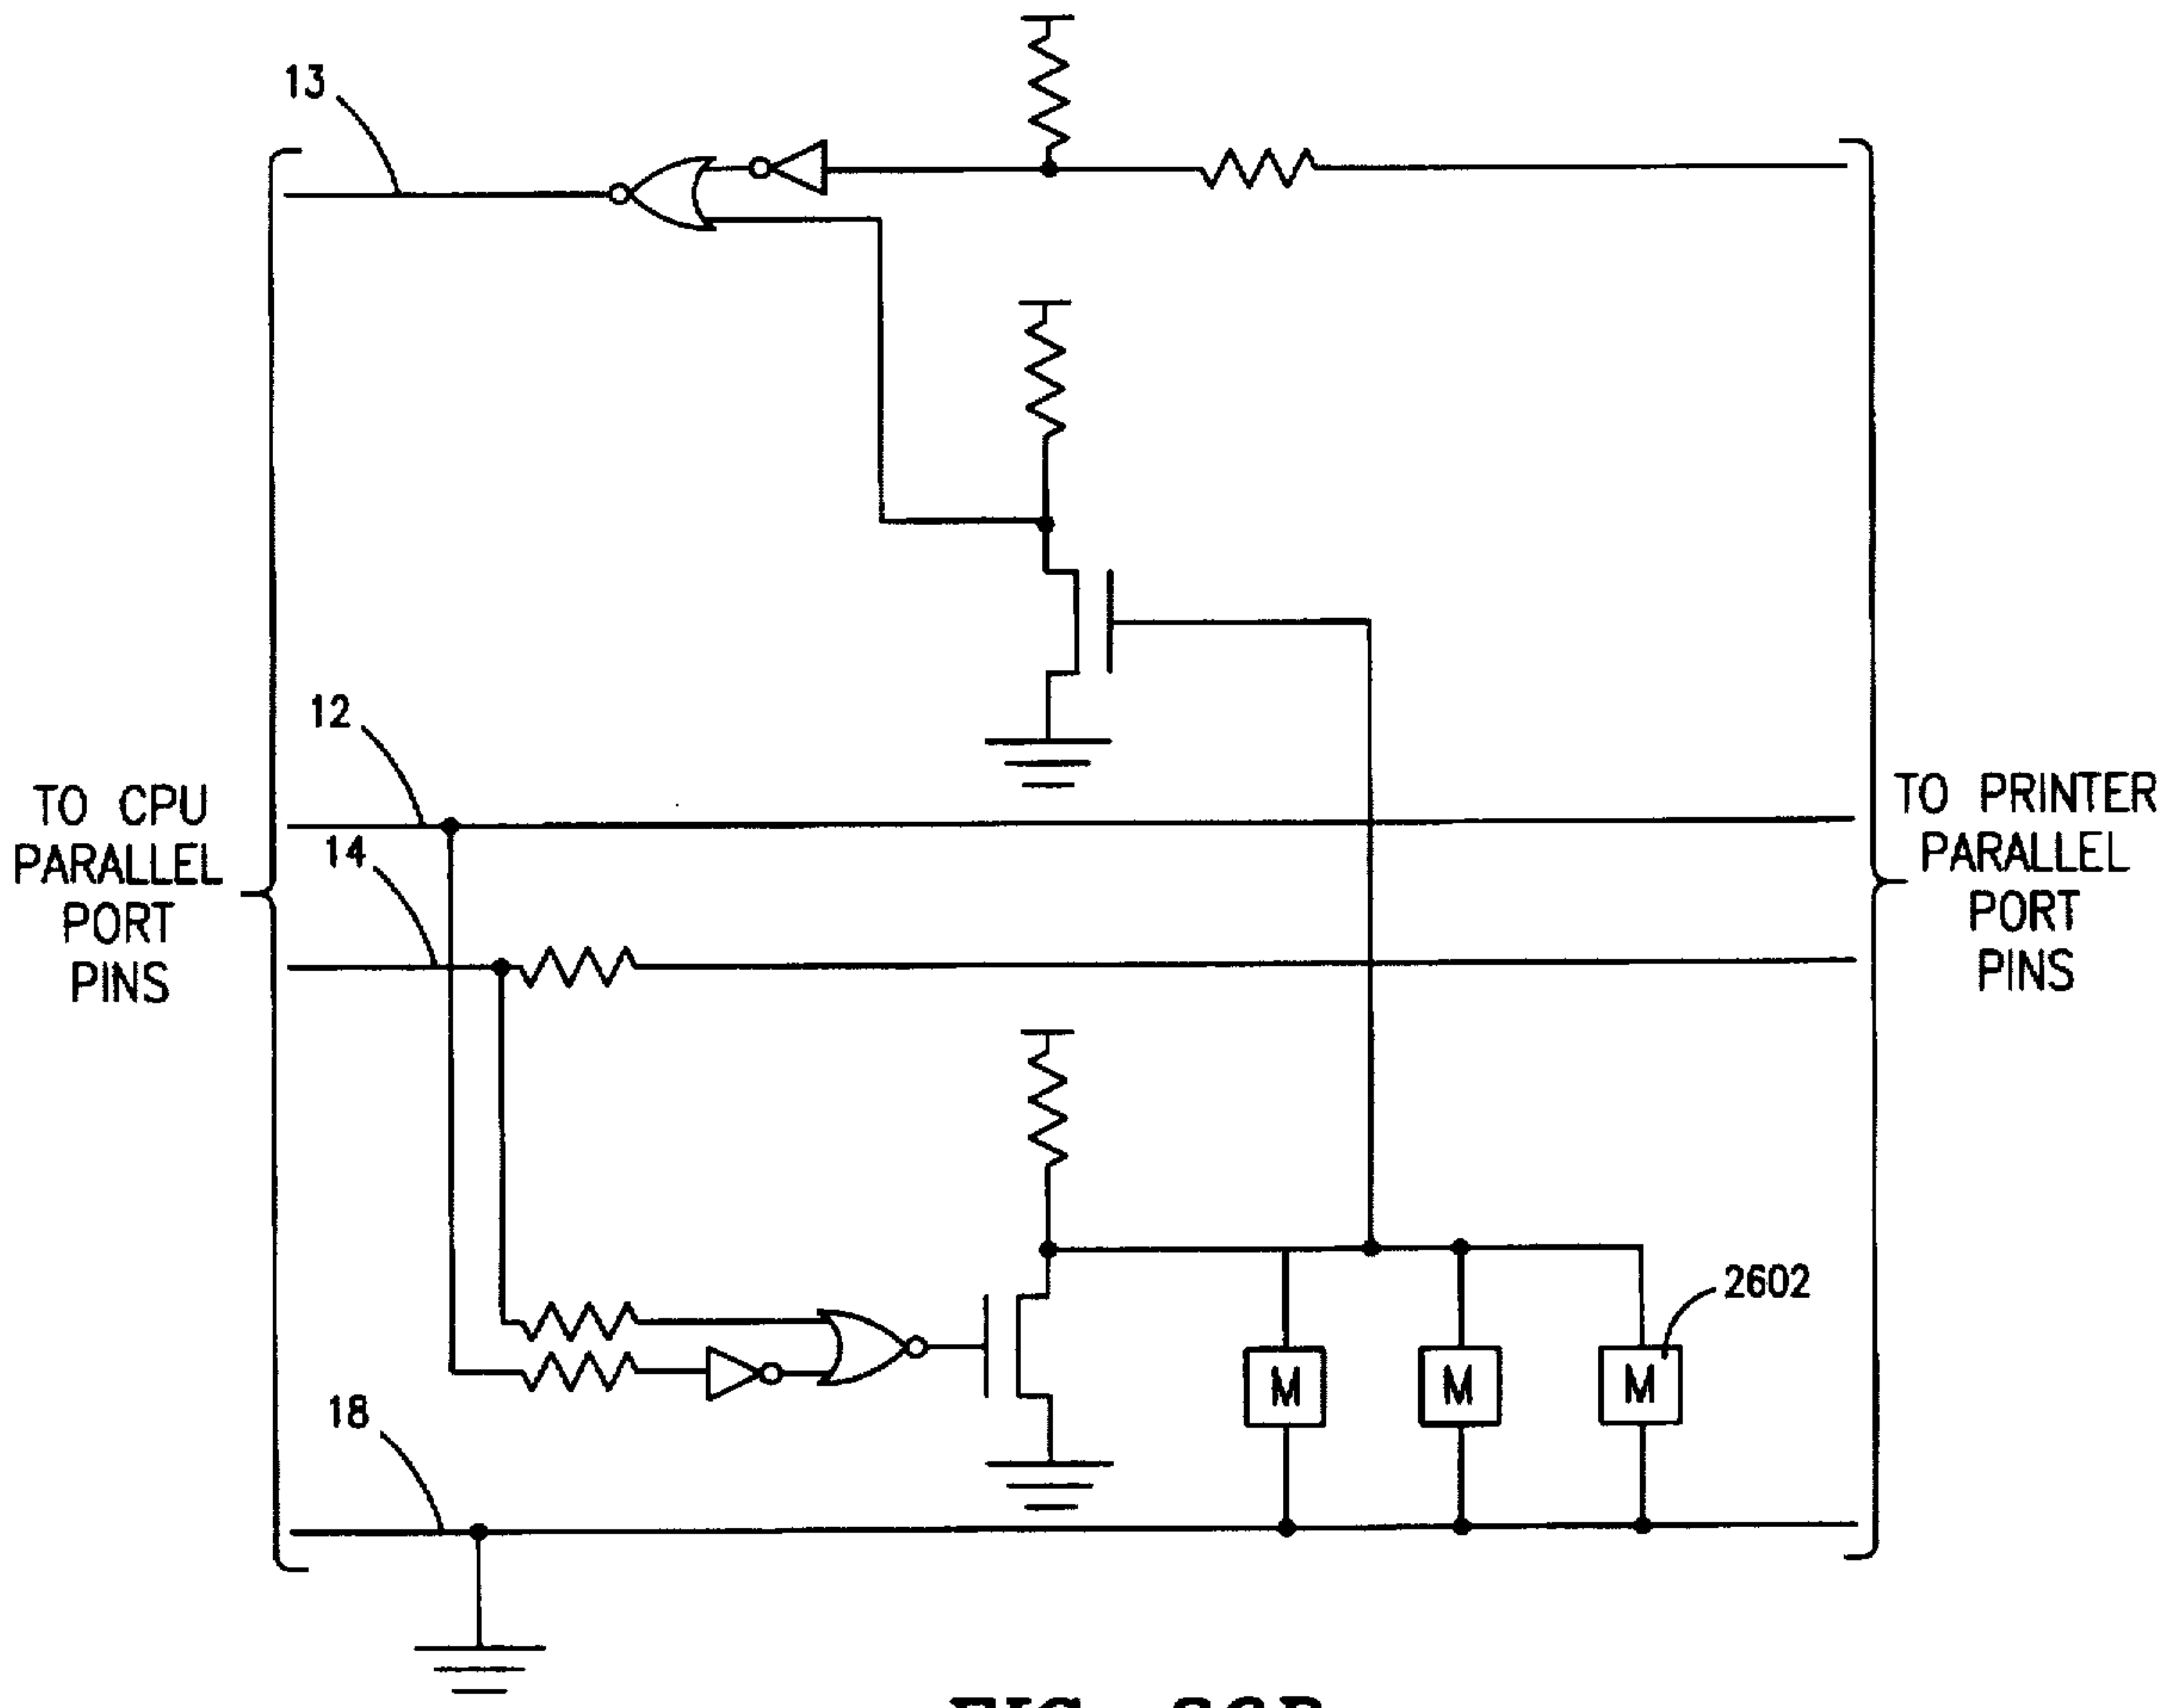 13
12
14
TO CPU
PARALLEL
PORT
PINS
TO PRINTER
PARALLEL
PORT
PINS
2602
M
M
M
18